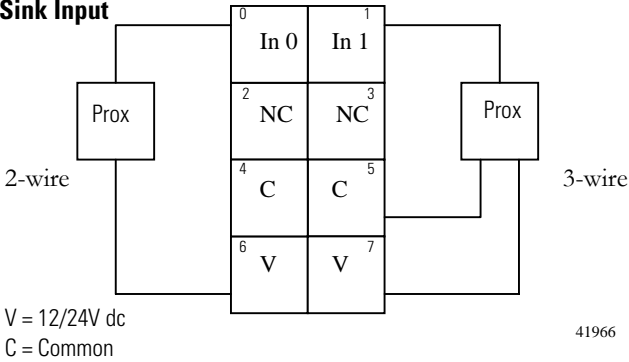 Sink Input
0 1
In 0 In 1
2 3
Prox NC NC Prox
2-wire 4 5 3-wire
C C
6 7
V V
V = 12/24V dc
C = Common
41966